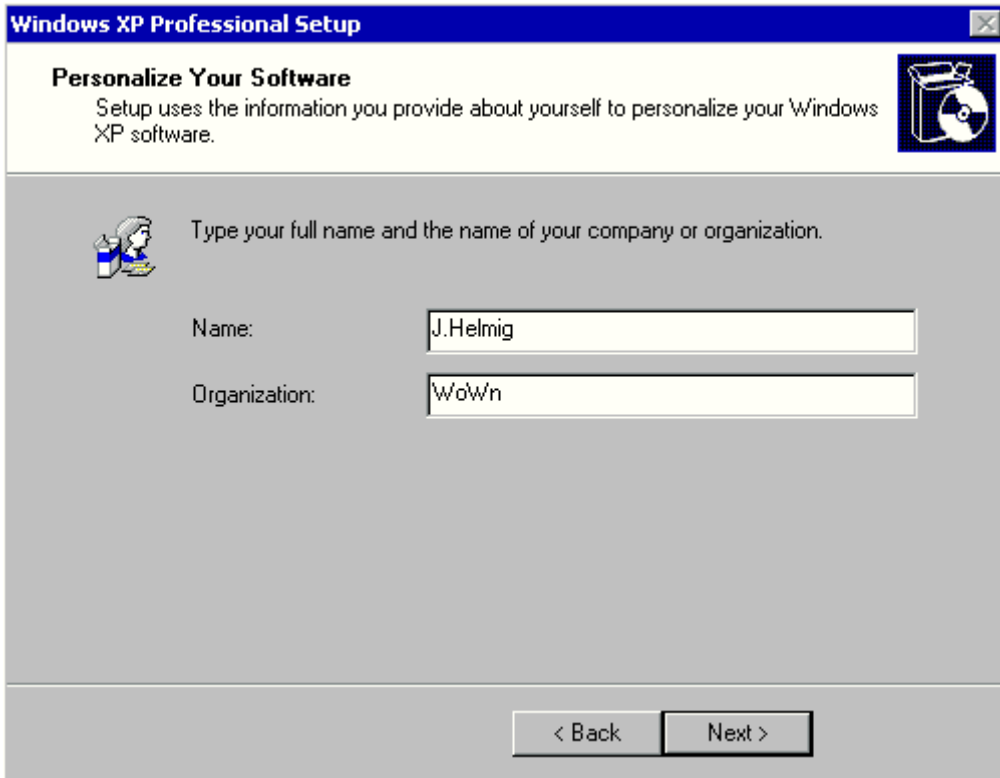 Windows XP Professional Setup
Personalize Your Software
Setup uses the information you provide about yourself to personalize your Windows
XP software.
Type your full name and the name of your company or organization.
Name: J.Helmig
Organization: WoWn
< Back Next >